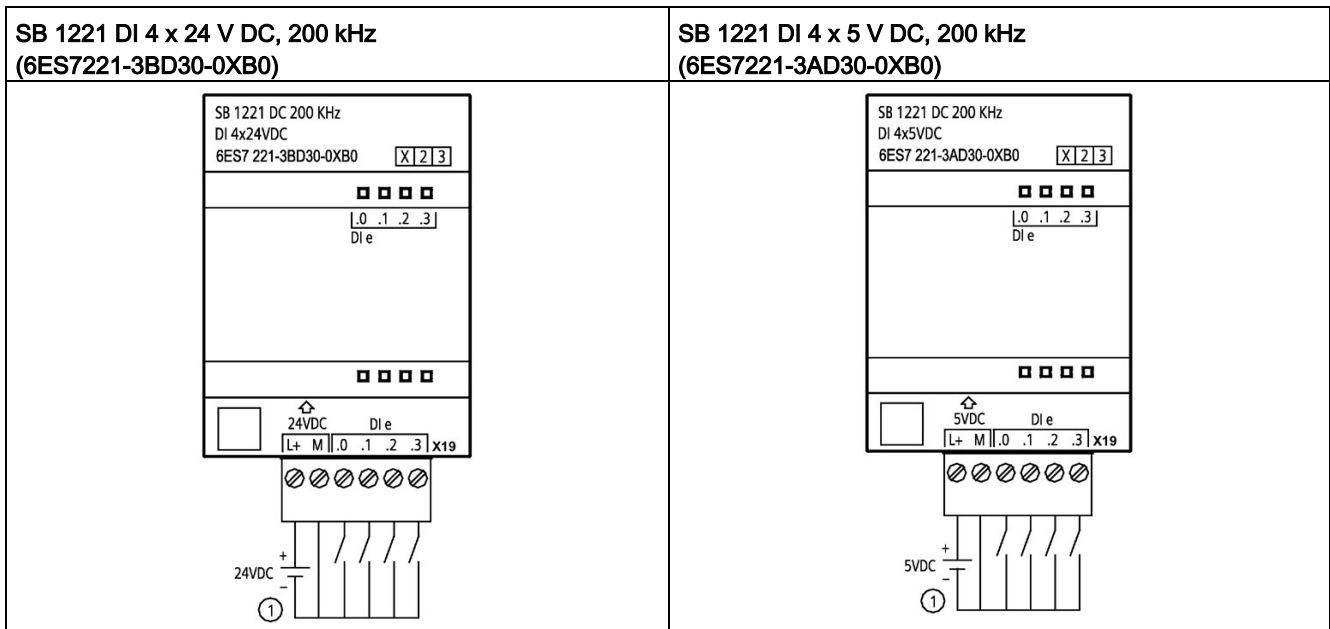 SB 1221 DI 4 x 24 V DC, 200 kHz
(6ES7221-3BD30-0XB0)
SB 1221 DI 4 x 5 V DC, 200 kHz
(6ES7221-3AD30-0XB0)
SB 1221 DC 200 KHz
DI 4x24VDC
6ES7 221-3BD30-0XB0 X 2 3
.0 .1 .2 .3
DI e
24VDC DI e
L+ M .0 .1 .2 .3 X19
+
24VDC
−
1
SB 1221 DC 200 KHz
DI 4x5VDC
6ES7 221-3AD30-0XB0 X 2 3
.0 .1 .2 .3
DI e
5VDC DI e
L+ M .0 .1 .2 .3 X19
+
5VDC
−
1